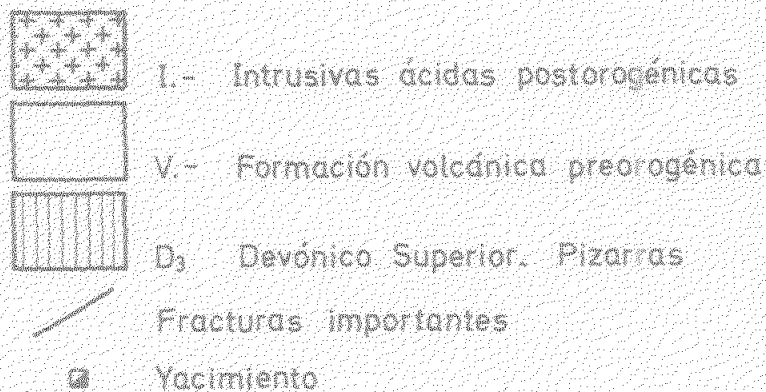 I.- Intrusivas ácidas postorogénicas
V.- Formación volcánica preorogénica
D₃ Devónico Superior. Pizarras
Fracturas importantes
Yacimiento